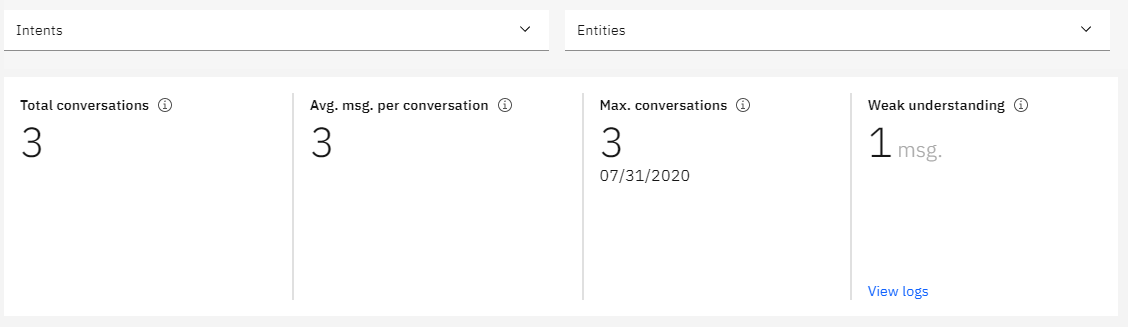 Intents
Entities
Total conversations
3
Avg. msg. per conversation
3
Max. conversations
3
07/31/2020
Weak understanding
1 msg.
View logs